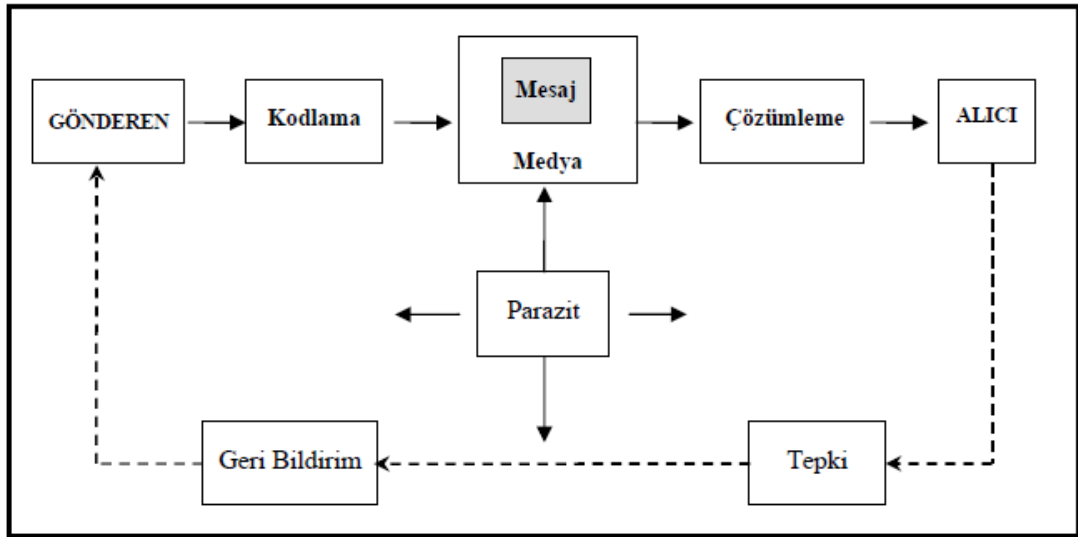 GÖNDEREN
Kodlama
Mesaj
Medya
Çözümleme
ALICI
Parazit
Geri Bildirim
Tepki